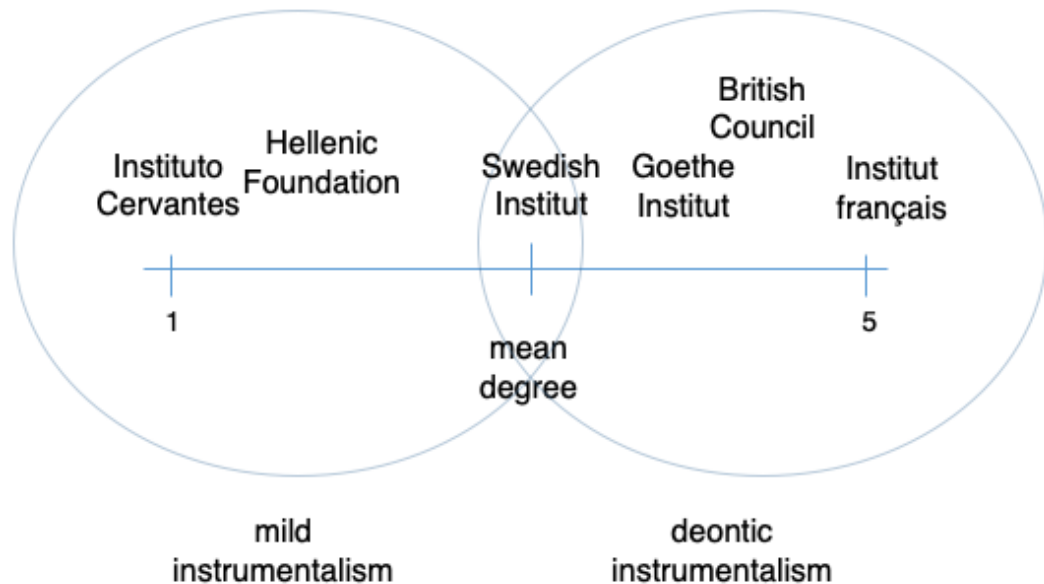 Instituto
Cervantes
Hellenic
Foundation
Swedish
Institut
Goethe
Institut
British
Council
Institut
français
1
5
mean
degree
mild
instrumentalism
deontic
instrumentalism